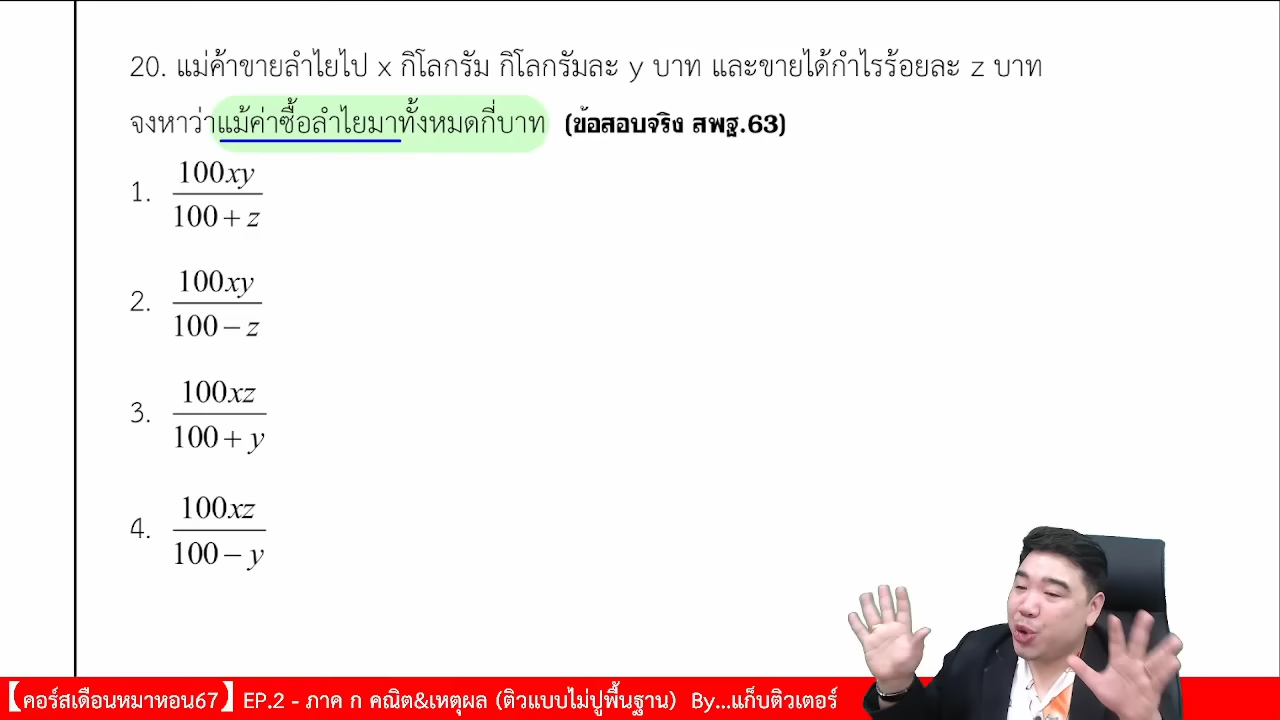 20. แม่ค้าขายลำไยไป x กิโลกรัม กิโลกรัมละ y บาท และขายได้กำไรร้อยละ z บาท
จงหาว่าแม้ค่าซื้อลำไยมาทั้งหมดกี่บาท (ข้อสอบจริง สพฐ.63)
1. 100xy
100+z
2. 100xy
100−z
3. 100xz
100+y
4. 100xz
100−y
【คอร์สเดือนหมาหอน67】EP.2 - ภาค ก คณิต&เหตุผล (ติวแบบไม่ปูพื้นฐาน) By...แก็บติวเตอร์